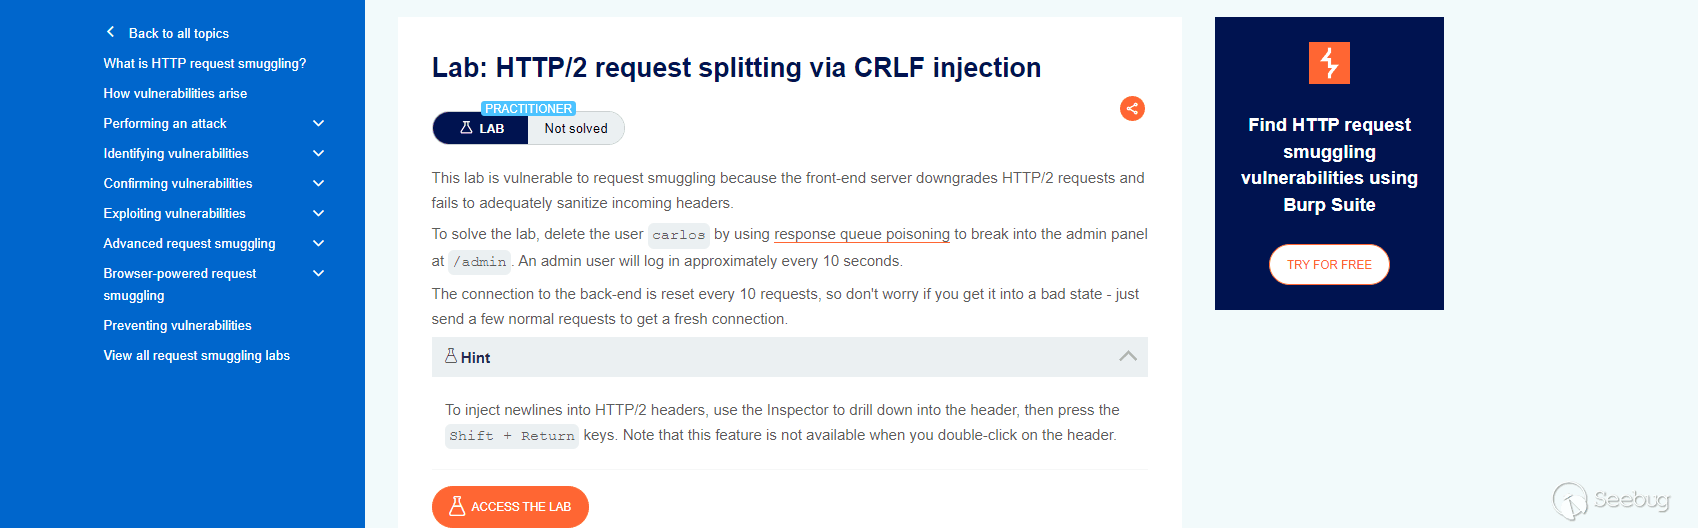 Back to all topics
What is HTTP request smuggling?
How vulnerabilities arise
Performing an attack
Identifying vulnerabilities
Confirming vulnerabilities
Exploiting vulnerabilities
Advanced request smuggling
Browser-powered request
smuggling
Preventing vulnerabilities
View all request smuggling labs
Lab: HTTP/2 request splitting via CRLF injection
PRACTITIONER
LAB Not solved
This lab is vulnerable to request smuggling because the front-end server downgrades HTTP/2 requests and
fails to adequately sanitize incoming headers.
To solve the lab, delete the user carlos by using response queue poisoning to break into the admin panel
at /admin. An admin user will log in approximately every 10 seconds.
The connection to the back-end is reset every 10 requests, so don't worry if you get it into a bad state - just
send a few normal requests to get a fresh connection.
Hint
To inject newlines into HTTP/2 headers, use the Inspector to drill down into the header, then press the
Shift + Return keys. Note that this feature is not available when you double-click on the header.
ACCESS THE LAB
Find HTTP request
smuggling
vulnerabilities using
Burp Suite
TRY FOR FREE
Seebug